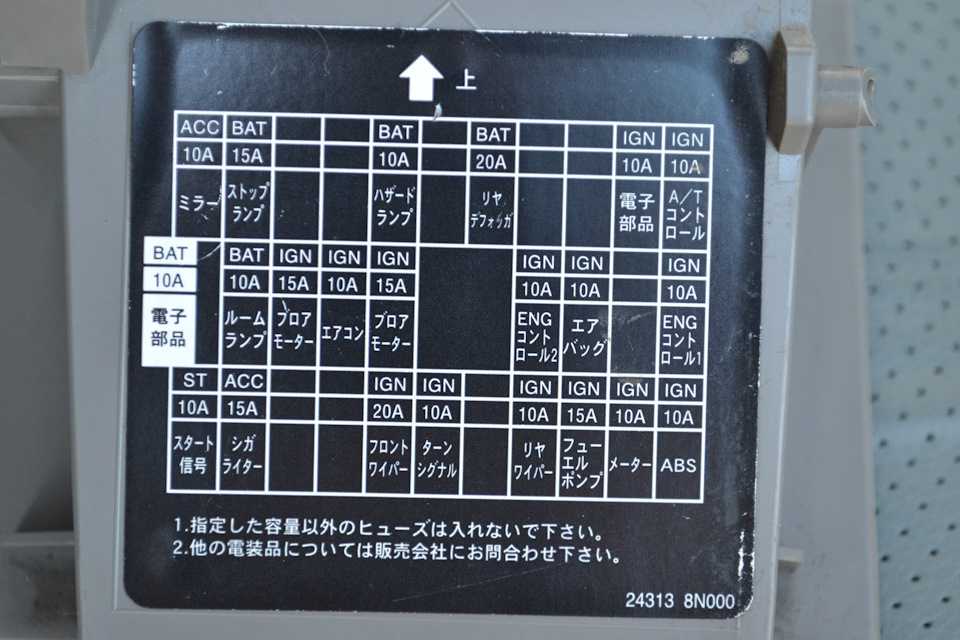 上
ACC BAT BAT BAT IGN IGN
10A 15A 10A 20A 10A 10A
ミラー ストップ ランプ ハザード ランプ リヤ デフォッガ 電子 部品 A/T コント ロール
BAT BAT IGN IGN IGN IGN IGN IGN
10A 10A 15A 10A 15A 10A 10A 10A
電子 部品 ルーム ランプ ブロア モーター エアコン ブロア モーター ENG コント ロール2 エア バッグ ENG コント ロール1
ST ACC IGN IGN IGN IGN IGN IGN
10A 15A 20A 10A 10A 15A 10A 10A
スタート 信号 シガ ライター フロント ワイパー ターン シグナル リヤ ワイパー フュー エル ポンプ メーター ABS
1.指定した容量以外のヒューズは入れないで下さい。
2.他の電装品については販売会社にお問合わせ下さい。
24313 8N000